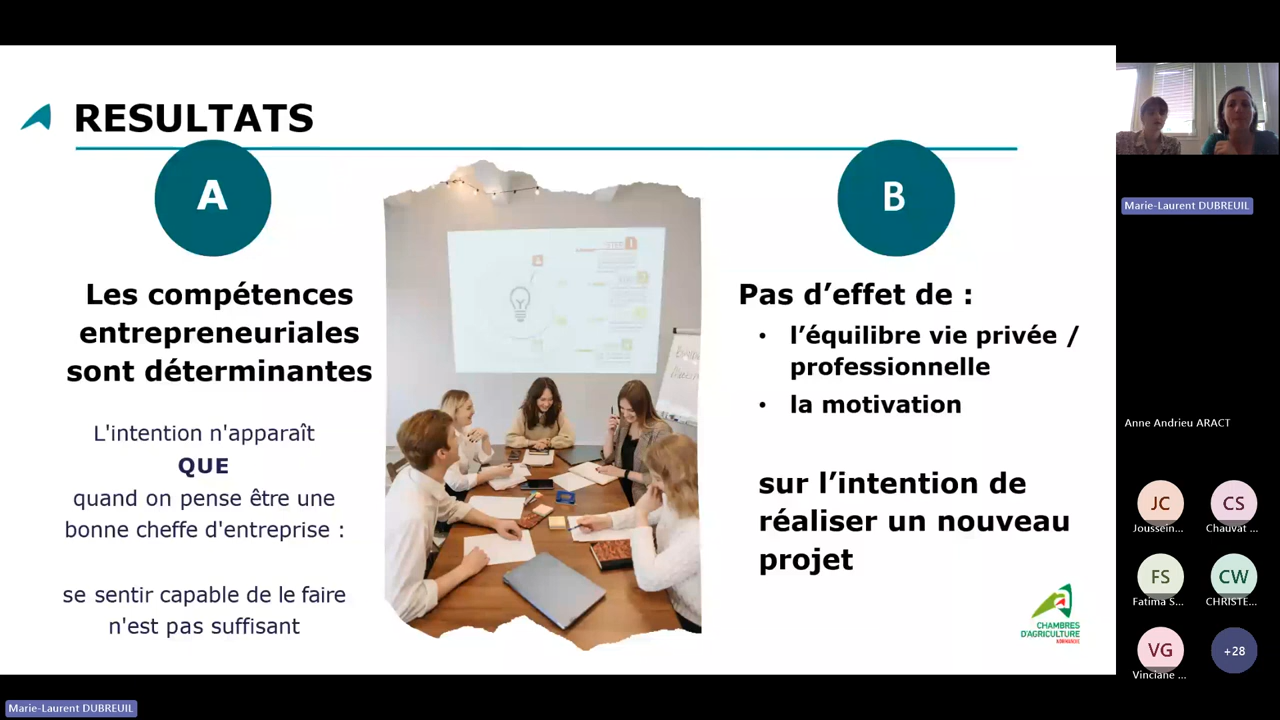 RESULTATS
A
Les compétences
entrepreneuriales
sont déterminantes
L'intention n'apparaît
QUE
quand on pense être une
bonne cheffe d'entreprise :
se sentir capable de le faire
n'est pas suffisant
B
Pas d’effet de :
• l’équilibre vie privée /
professionnelle
• la motivation
sur l’intention de
réaliser un nouveau
projet
CHAMBRES
D'AGRICULTURE
NORMANDIE
Marie-Laurent DUBREUIL
Anne Andrieu ARACT
JC
CS
Joussein...
Chauvat ...
FS
CW
Fatima S...
CHRISTE...
VG
+28
Vinciane ...
Marie-Laurent DUBREUIL